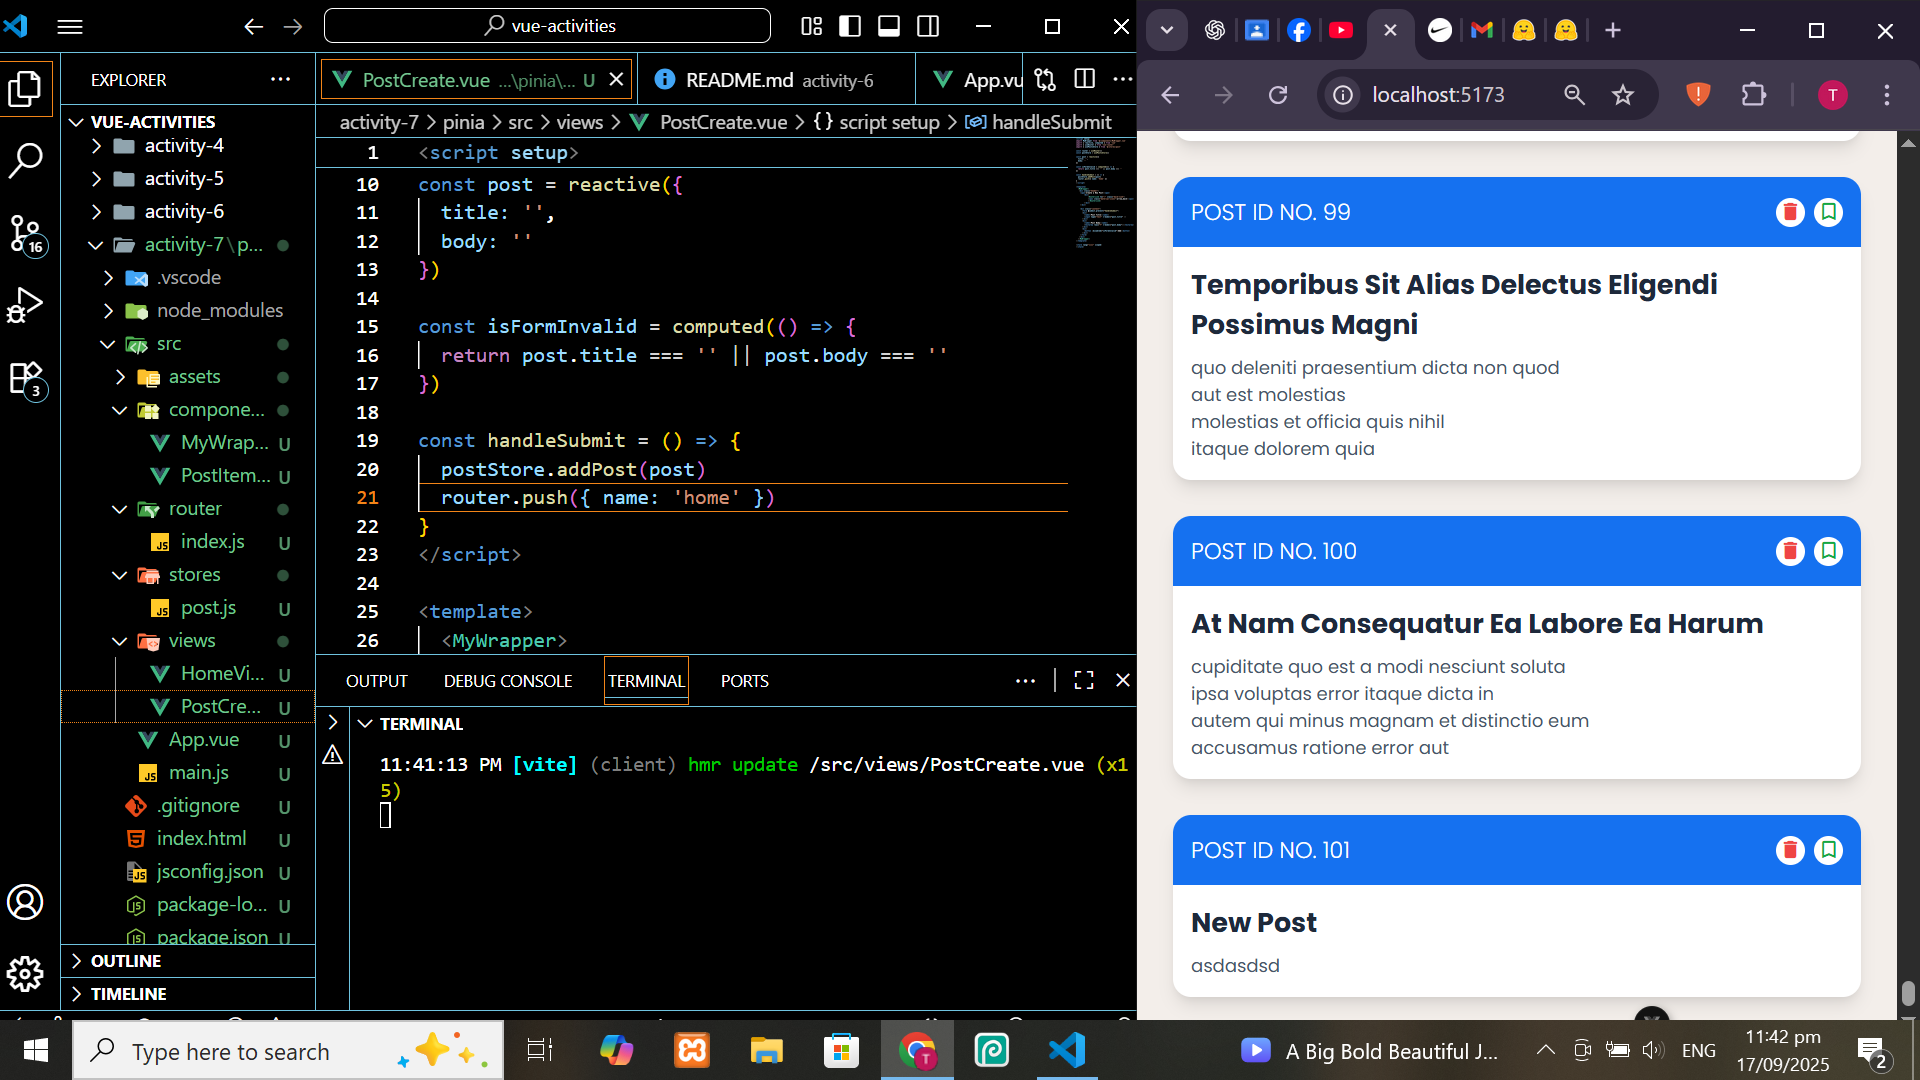 vue-activities
EXPLORER
VUE-ACTIVITIES
activity-4
activity-5
activity-6
activity-7\p...
.vscode
node_modules
src
assets
compone...
MyWrap... U
PostItem... U
router
index.js U
stores
post.js U
views
HomeVi... U
PostCre... U
App.vue U
main.js U
.gitignore U
index.html U
jsconfig.json U
package-lo... U
package.json U
OUTLINE
TIMELINE
16
3
PostCreate.vue ...\pinia\... U
README.md activity-6
App.vu
activity-7 > pinia > src > views > PostCreate.vue > {} script setup > handleSubmit
1 <script setup>
10 const post = reactive({
11 title: '',
12 body: ''
13 })
14
15 const isFormInvalid = computed(() => {
16 return post.title === '' || post.body === ''
17 })
18
19 const handleSubmit = () => {
20 postStore.addPost(post)
21 router.push({ name: 'home' })
22 }
23 </script>
24
25 <template>
26 <MyWrapper>
OUTPUT DEBUG CONSOLE TERMINAL PORTS
TERMINAL
11:41:13 PM [vite] (client) hmr update /src/views/PostCreate.vue (x1
5)
localhost:5173
T
POST ID NO. 99
Temporibus Sit Alias Delectus Eligendi
Possimus Magni
quo deleniti praesentium dicta non quod
aut est molestias
molestias et officia quis nihil
itaque dolorem quia
POST ID NO. 100
At Nam Consequatur Ea Labore Ea Harum
cupiditate quo est a modi nesciunt soluta
ipsa voluptas error itaque dicta in
autem qui minus magnam et distinctio eum
accusamus ratione error aut
POST ID NO. 101
New Post
asdasdsd
Type here to search
A Big Bold Beautiful J...
ENG
11:42 pm
17/09/2025
2